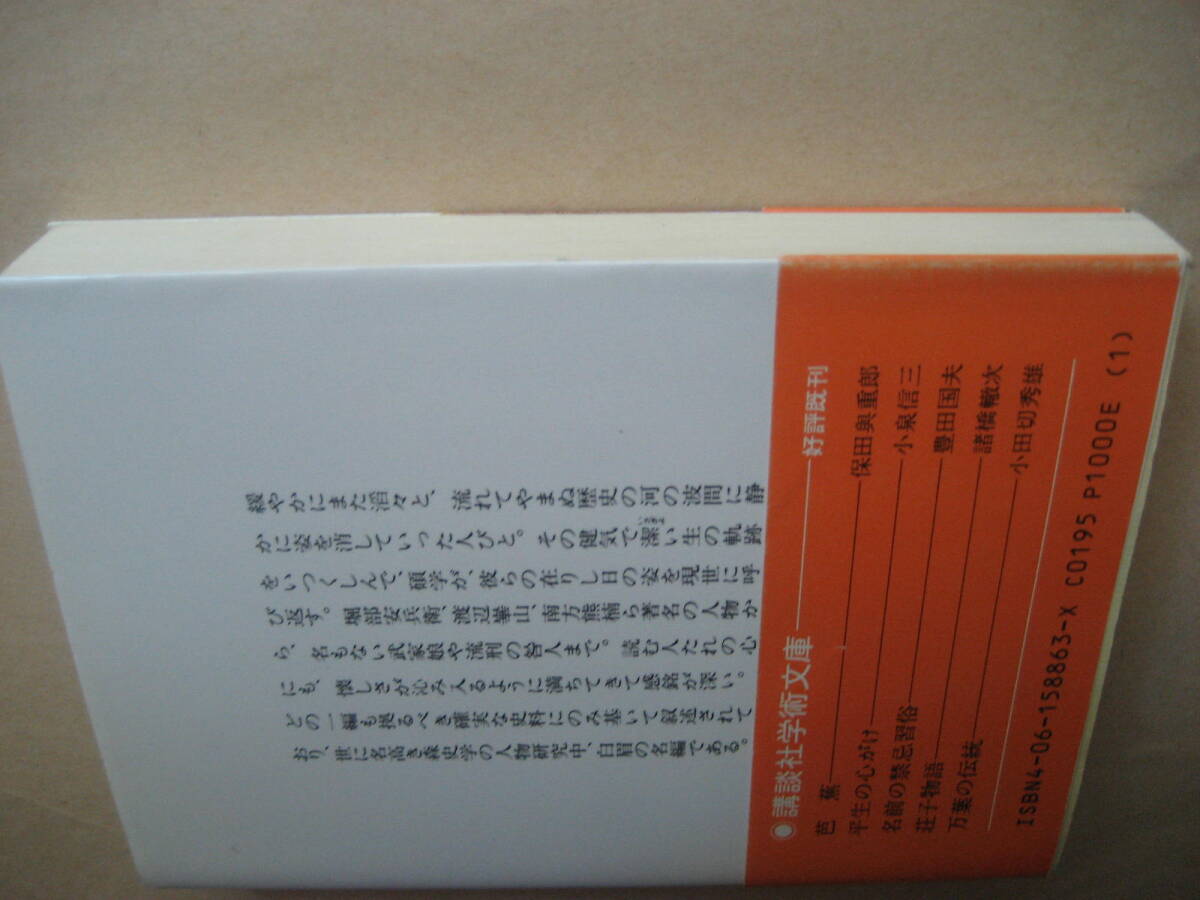 緩やかにまた滔々と、流れてやまぬ歴史の河の波間に静
かに姿を消していった人びと。その健気で潔い生の軌跡
をいつくしんで、碩学が、彼らの在りし日の姿を現世に呼
び返す。堀部安兵衛、渡辺崋山、南方熊楠ら著名の人物か
ら、名もない武家娘や流刑の咎人まで。読む人たれの心
にも、懐しさが沁み入るように満ちてきて感銘が深い。
どの一編も拠るべき確実な史料にのみ基いて叙述されて
おり、世に名高き森史学の人物研究中、白眉の名編である。
講談社学術文庫 好評既刊
芭蕉 保田與重郎
平生の心がけ 小泉信三
名前の禁忌習俗 豊田国夫
荘子物語 諸橋轍次
万葉の伝統 小田切秀雄
ISBN4-06-158863-X C0195 P1000E (1)